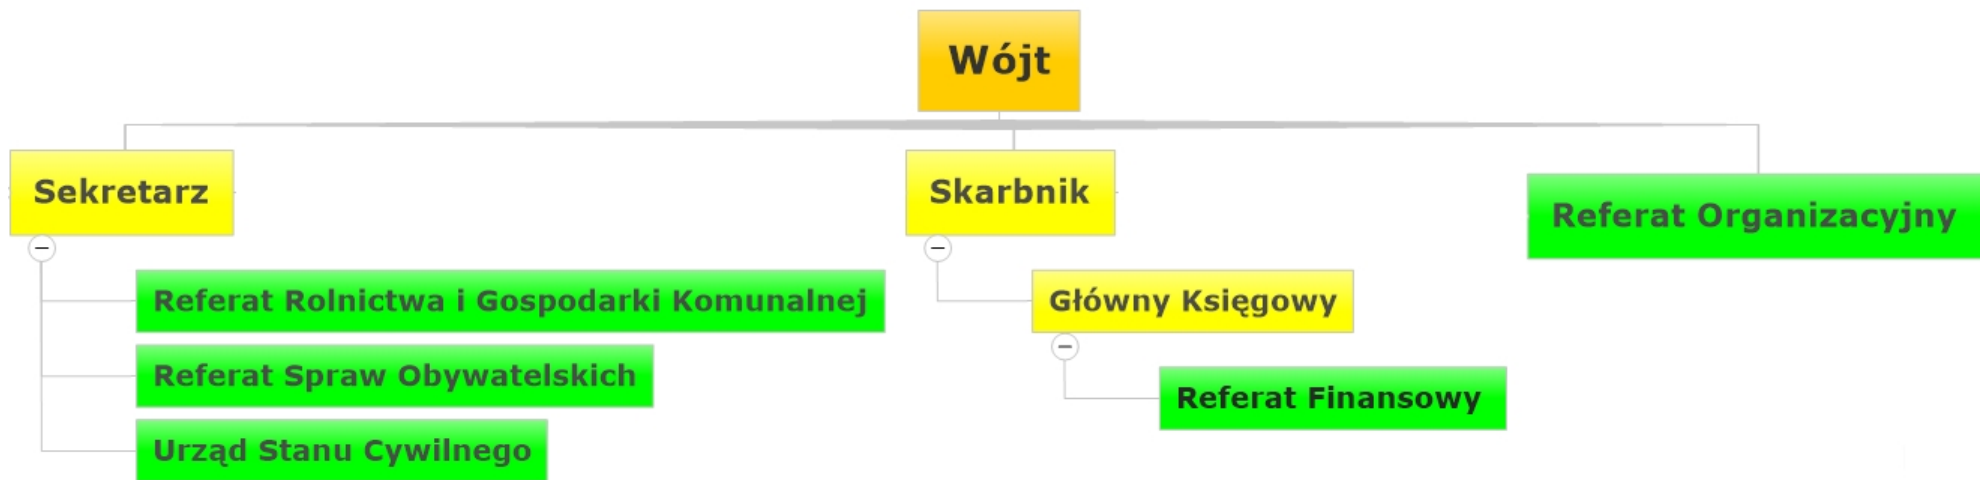 Wójt
Sekretarz
Skarbnik
Referat Organizacyjny
Referat Rolnictwa i Gospodarki Komunalnej
Referat Spraw Obywatelskich
Urząd Stanu Cywilnego
Główny Księgowy
Referat Finansowy